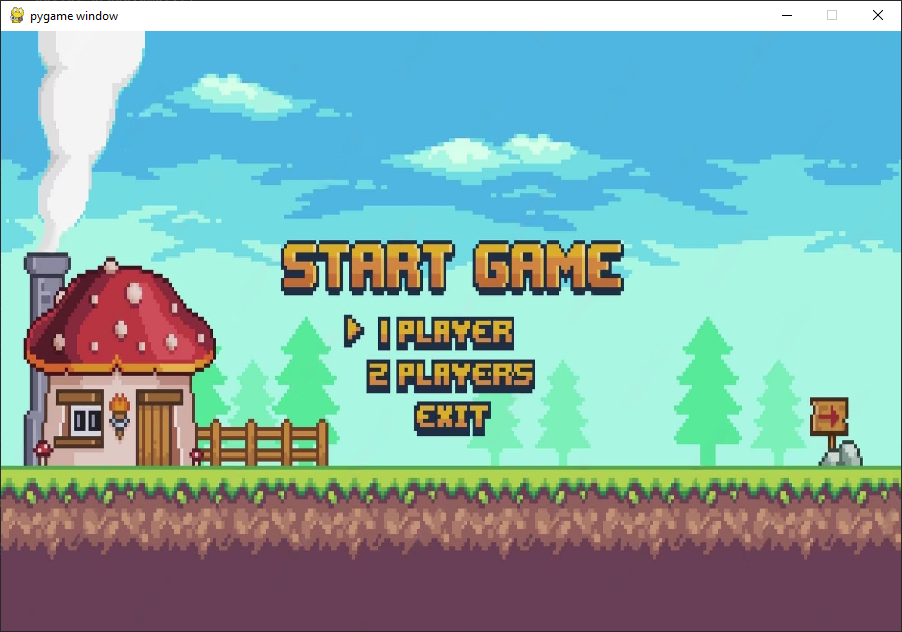 pygame window
START GAME
1 PLAYER
2 PLAYERS
EXIT